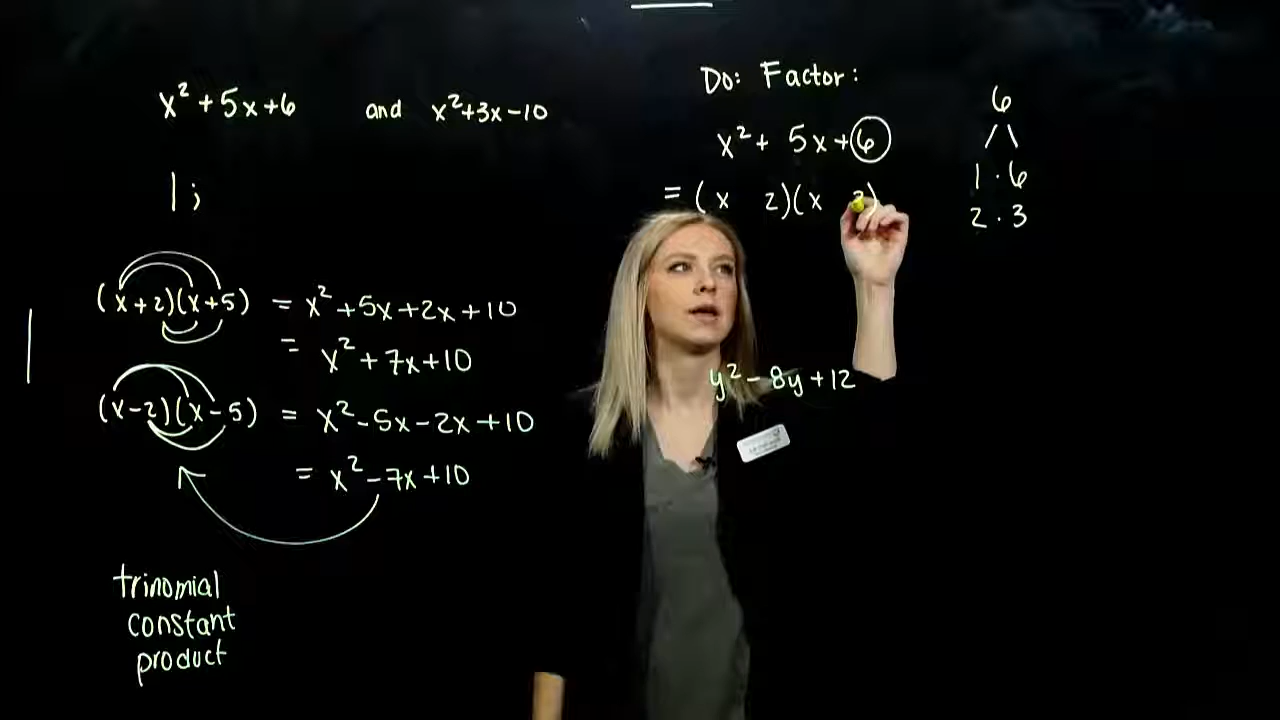 x² + 5x + 6 and x² + 3x - 10
1;
(x + 2)(x + 5) = x² + 5x + 2x + 10
= x² + 7x + 10
(x - 2)(x - 5) = x² - 5x - 2x + 10
= x² - 7x + 10
trinomial
constant
product
Do: Factor:
x² + 5x + 6
= (x 2)(x 3)
6
1 · 6
2 · 3
y² - 8y + 12